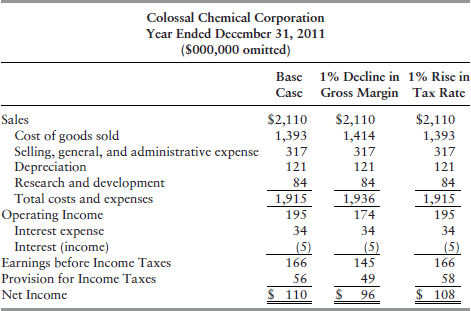 Colossal Chemical Corporation
Year Ended December 31, 2011
($000,000 omitted)
Base 1% Decline in 1% Rise in
Case Gross Margin Tax Rate
Sales $2,110 $2,110 $2,110
Cost of goods sold 1,393 1,414 1,393
Selling, general, and administrative expense 317 317 317
Depreciation 121 121 121
Research and development 84 84 84
Total costs and expenses 1,915 1,936 1,915
Operating Income 195 174 195
Interest expense 34 34 34
Interest (income) (5) (5) (5)
Earnings before Income Taxes 166 145 166
Provision for Income Taxes 56 49 58
Net Income $ 110 $ 96 $ 108